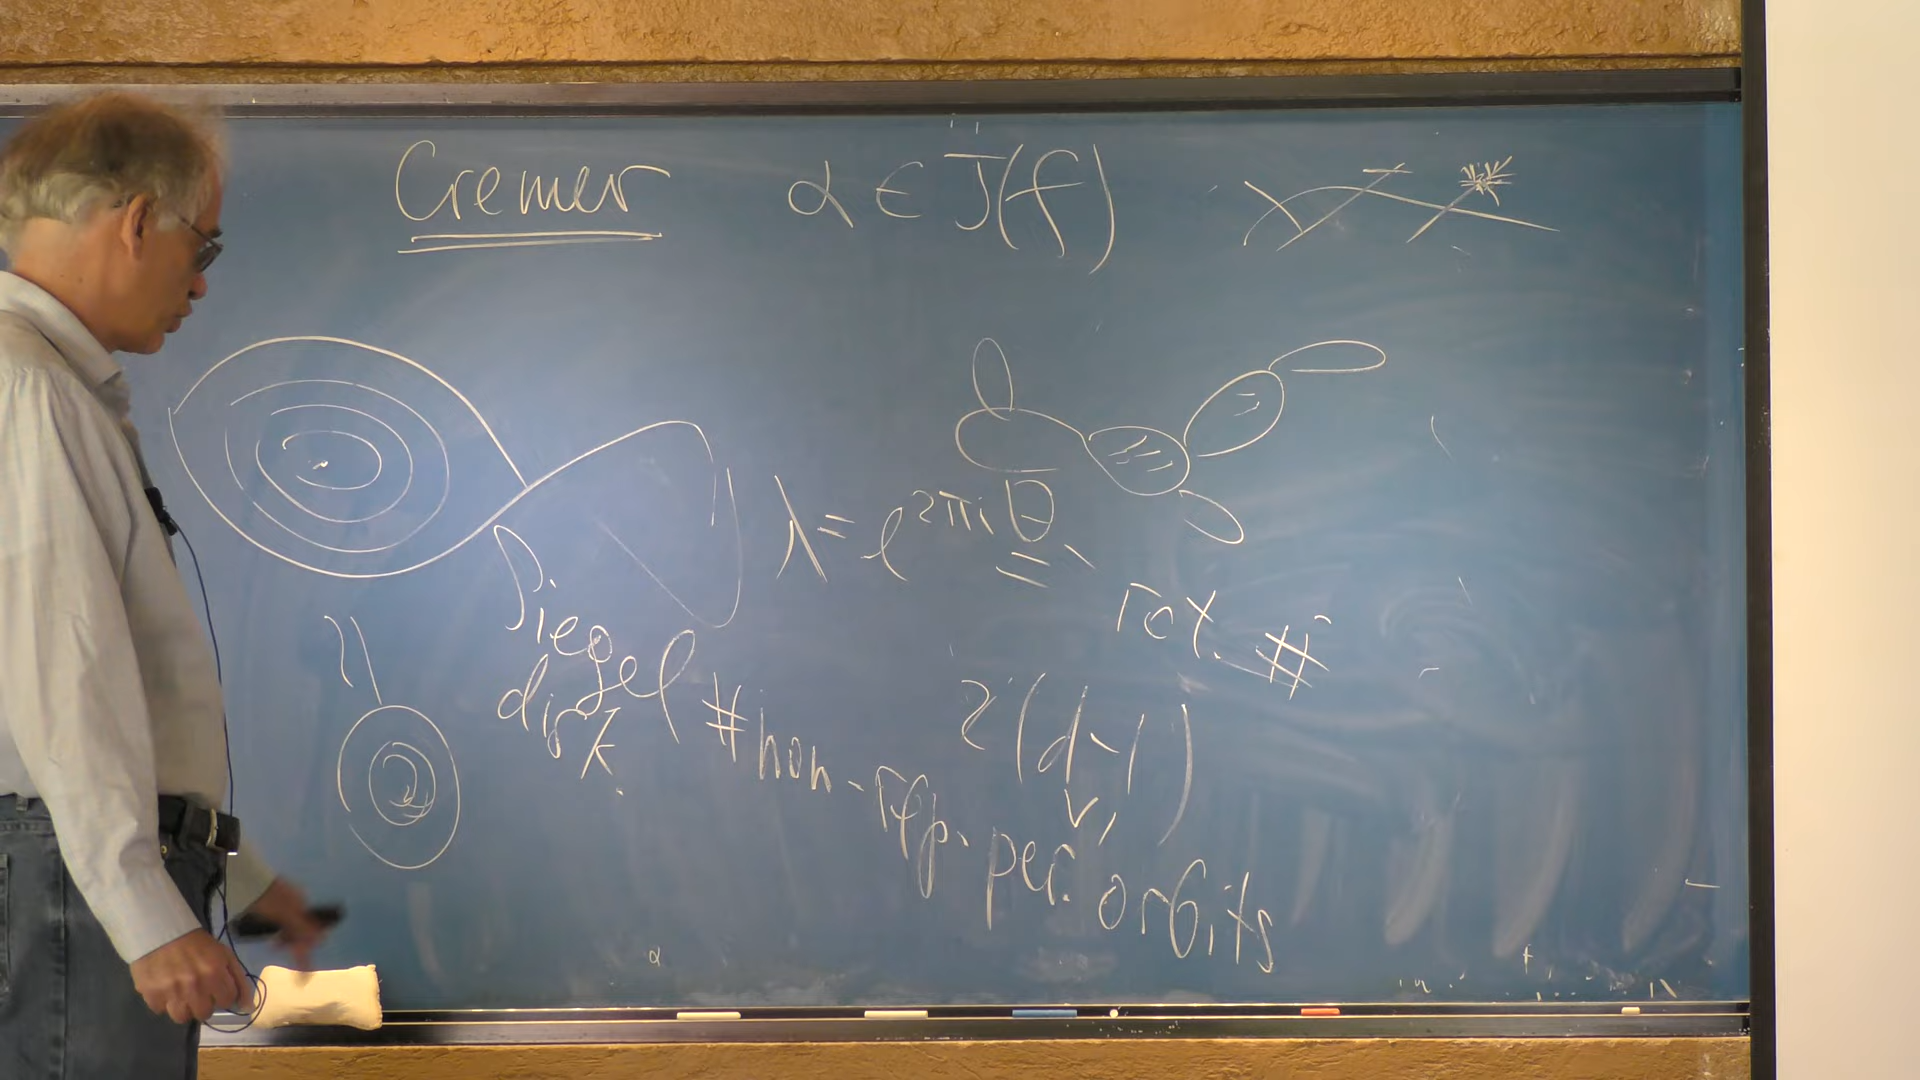 Cremer α ∈ J(f)
λ = e^{2πiθ}
Siegel
disk
rot. #
2(d-1)
# non-rep. per. orbits